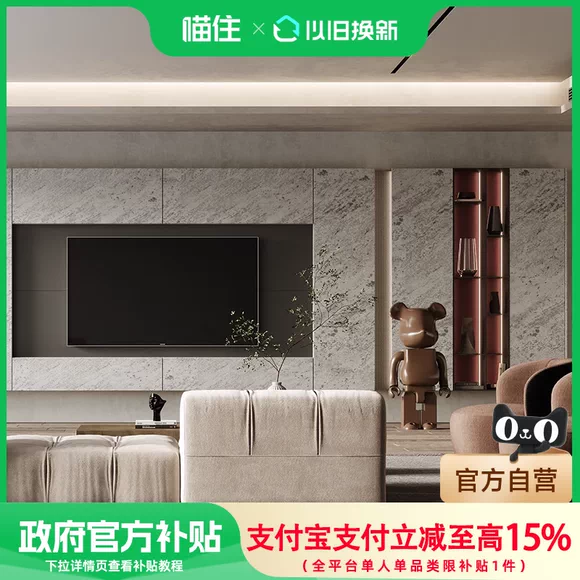 喵住 × 以旧换新
官方自营
政府官方补贴
下拉详情页查看补贴教程
支付宝支付立减至高15%
(全平台单人单品类限补贴1件)